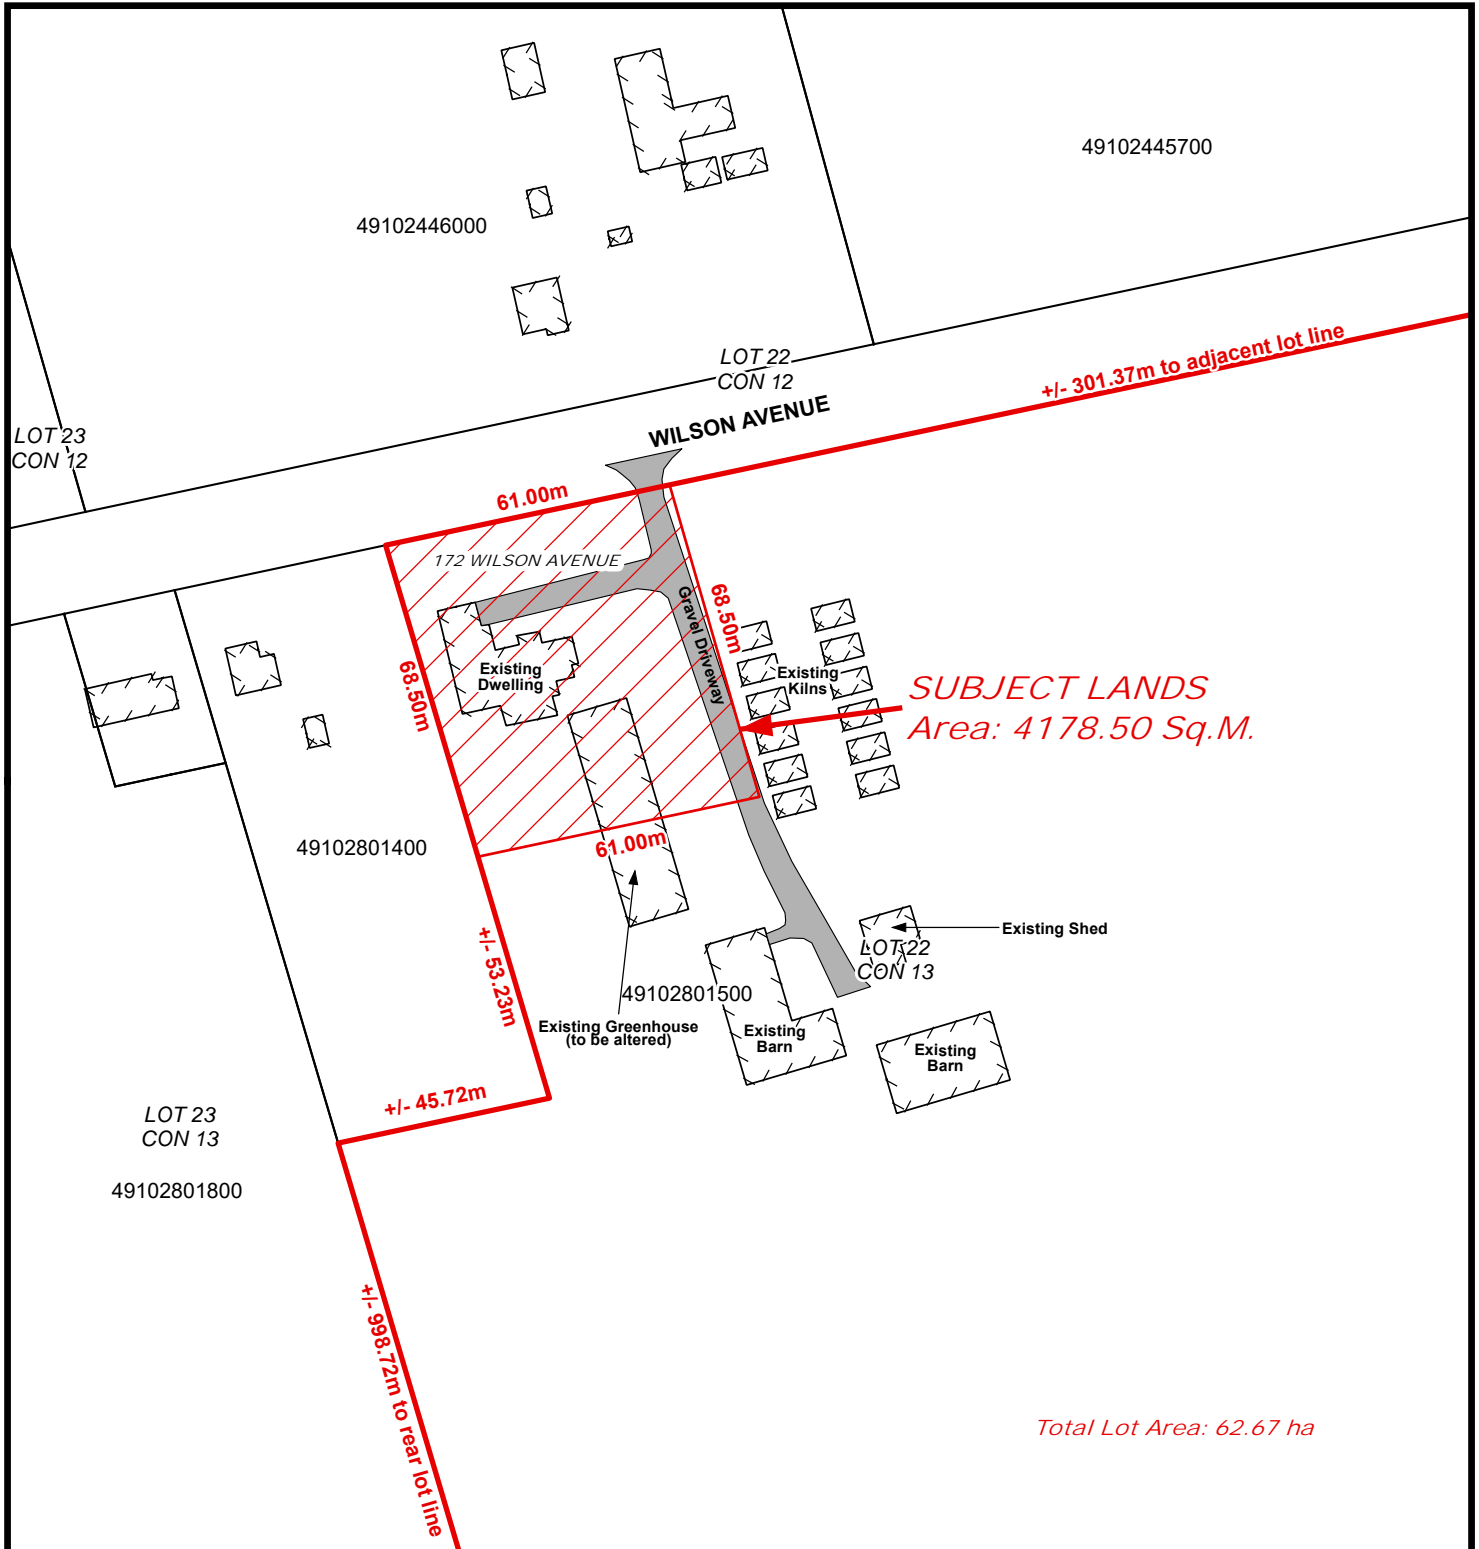 49102445700
49102446000
LOT 22
CON 12
+/- 301.37m to adjacent lot line
WILSON AVENUE
LOT 23
CON 12
61.00m
172 WILSON AVENUE
Gravel Driveway
68.50m
68.50m
Existing
Dwelling
Existing
Kilns
SUBJECT LANDS
Area: 4178.50 Sq.M.
61.00m
49102801400
+/- 53.23m
Existing Shed
LOT 22
CON 13
49102801500
Existing Greenhouse
(to be altered)
Existing
Barn
Existing
Barn
+/- 45.72m
LOT 23
CON 13
49102801800
+/- 998.72m to rear lot line
Total Lot Area: 62.67 ha